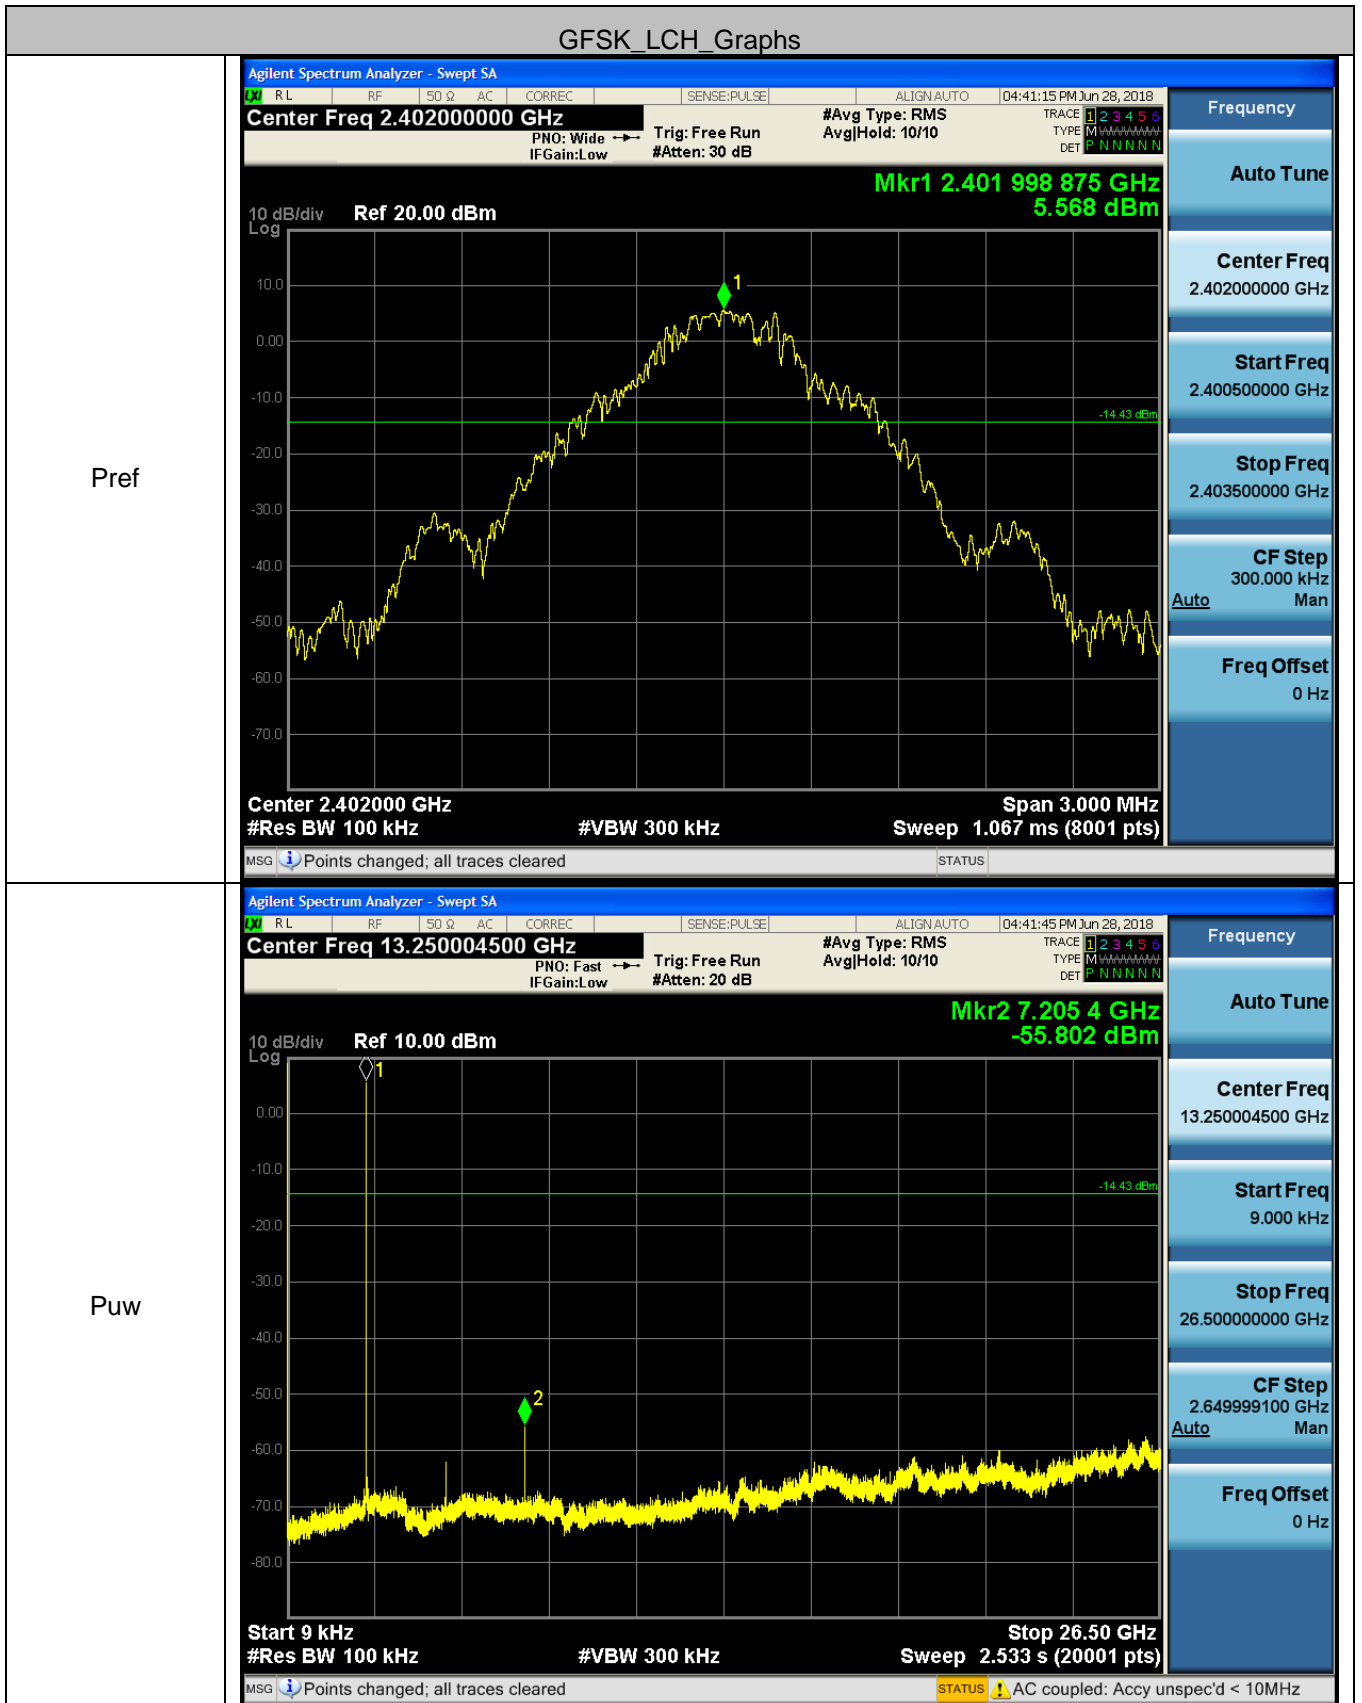 GFSK_LCH_Graphs
Pref
Agilent Spectrum Analyzer - Swept SA
LXI RL RF 50 Ω AC CORREC SENSE:PULSE ALIGN AUTO 04:41:15 PM Jun 28, 2018
Center Freq 2.402000000 GHz
PNO: Wide
IFGain:Low
Trig: Free Run
#Atten: 30 dB
#Avg Type: RMS
Avg|Hold: 10/10
TRACE 1 2 3 4 5 6
TYPE M WWWWW
DET P N N N N N
Mkr1 2.401 998 875 GHz
5.568 dBm
10 dB/div Ref 20.00 dBm
Log
10.0
0.00
-10.0
-20.0
-30.0
-40.0
-50.0
-60.0
-70.0
1
-14.43 dBm
Center 2.402000 GHz
Span 3.000 MHz
#Res BW 100 kHz
#VBW 300 kHz
Sweep 1.067 ms (8001 pts)
MSG Points changed; all traces cleared
STATUS
Frequency
Auto Tune
Center Freq
2.402000000 GHz
Start Freq
2.400500000 GHz
Stop Freq
2.403500000 GHz
CF Step
300.000 kHz
Auto Man
Freq Offset
0 Hz
Puw
Agilent Spectrum Analyzer - Swept SA
LXI RL RF 50 Ω AC CORREC SENSE:PULSE ALIGN AUTO 04:41:45 PM Jun 28, 2018
Center Freq 13.250004500 GHz
PNO: Fast
IFGain:Low
Trig: Free Run
#Atten: 20 dB
#Avg Type: RMS
Avg|Hold: 10/10
TRACE 1 2 3 4 5 6
TYPE M WWWWW
DET P N N N N N
Mkr2 7.205 4 GHz
-55.802 dBm
10 dB/div Ref 10.00 dBm
Log
0.00
-10.0
-20.0
-30.0
-40.0
-50.0
-60.0
-70.0
-80.0
1
2
-14.43 dBm
Start 9 kHz
Stop 26.50 GHz
#Res BW 100 kHz
#VBW 300 kHz
Sweep 2.533 s (20001 pts)
MSG Points changed; all traces cleared
STATUS AC coupled: Accy unspec'd < 10MHz
Frequency
Auto Tune
Center Freq
13.250004500 GHz
Start Freq
9.000 kHz
Stop Freq
26.500000000 GHz
CF Step
2.649999100 GHz
Auto Man
Freq Offset
0 Hz